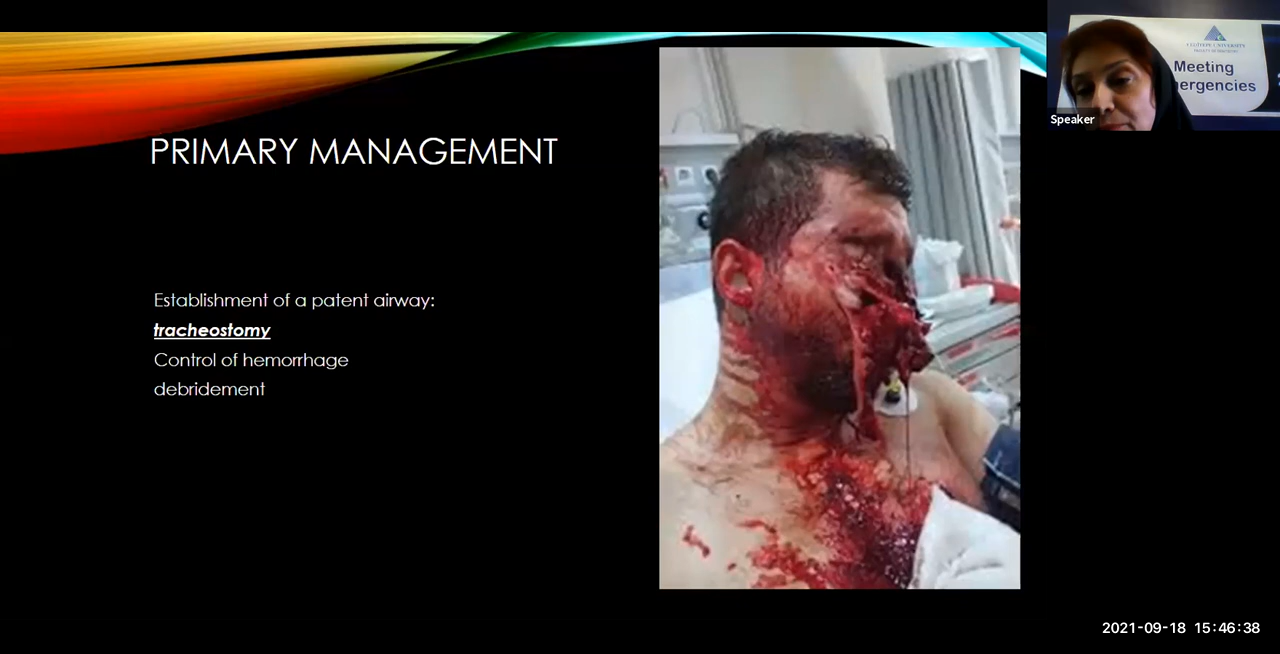 PRIMARY MANAGEMENT
Establishment of a patent airway:
tracheostomy
Control of hemorrhage
debridement
Meeting
Speaker
2021-09-18 15:46:38